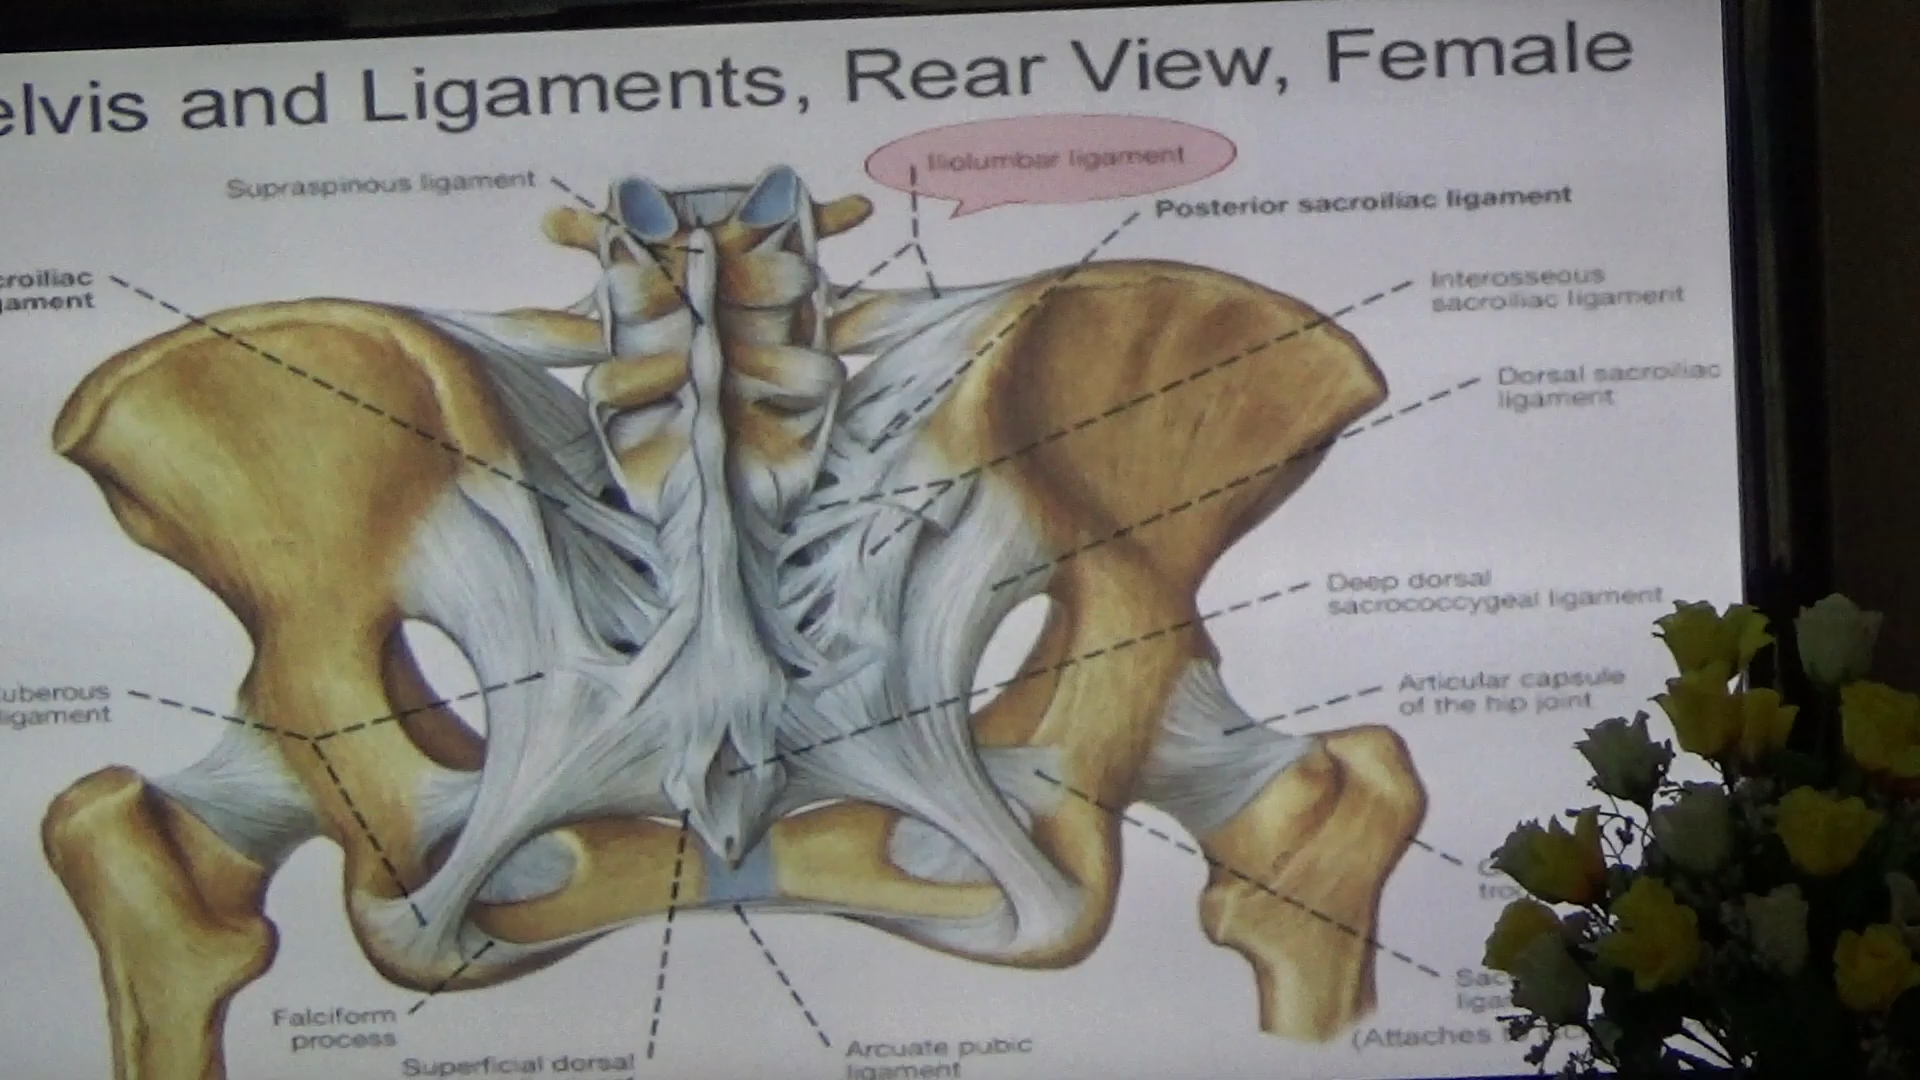 elvis and Ligaments, Rear View, Female
Supraspinous ligament
Iliolumbar ligament
Posterior sacroiliac ligament
croiliac
gament
Interosseous
sacroiliac ligament
Dorsal sacroiliac
ligament
Deep dorsal
sacrococcygeal ligament
uberous
ligament
Articular capsule
of the hip joint
Falciform
process
Superficial dorsal
Arcuate pubic
ligament
(Attaches